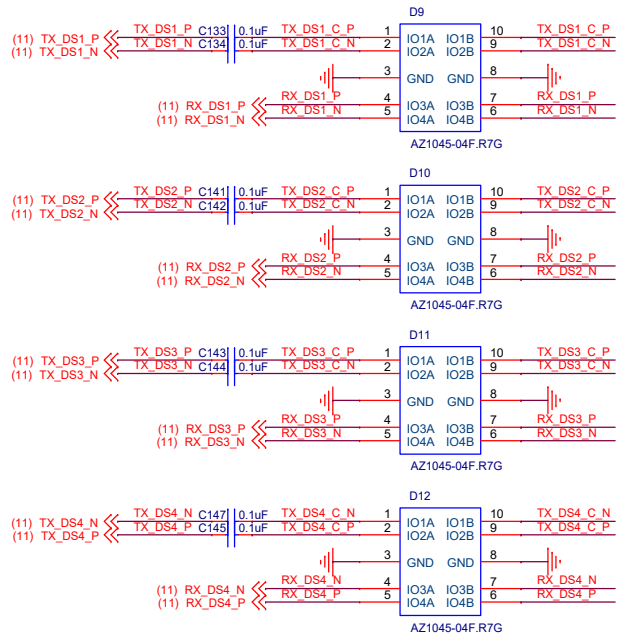 D9
(11) TX_DS1_P TX_DS1_P C133 0.1uF TX_DS1_C_P 1 IO1A IO1B 10 TX_DS1_C_P
(11) TX_DS1_N TX_DS1_N C134 0.1uF TX_DS1_C_N 2 IO2A IO2B 9 TX_DS1_C_N
3 GND GND 8
(11) RX_DS1_P RX_DS1_P 4 IO3A IO3B 7 RX_DS1_P
(11) RX_DS1_N RX_DS1_N 5 IO4A IO4B 6 RX_DS1_N
AZ1045-04F.R7G
D10
(11) TX_DS2_P TX_DS2_P C141 0.1uF TX_DS2_C_P 1 IO1A IO1B 10 TX_DS2_C_P
(11) TX_DS2_N TX_DS2_N C142 0.1uF TX_DS2_C_N 2 IO2A IO2B 9 TX_DS2_C_N
3 GND GND 8
(11) RX_DS2_P RX_DS2_P 4 IO3A IO3B 7 RX_DS2_P
(11) RX_DS2_N RX_DS2_N 5 IO4A IO4B 6 RX_DS2_N
AZ1045-04F.R7G
D11
(11) TX_DS3_P TX_DS3_P C143 0.1uF TX_DS3_C_P 1 IO1A IO1B 10 TX_DS3_C_P
(11) TX_DS3_N TX_DS3_N C144 0.1uF TX_DS3_C_N 2 IO2A IO2B 9 TX_DS3_C_N
3 GND GND 8
(11) RX_DS3_P RX_DS3_P 4 IO3A IO3B 7 RX_DS3_P
(11) RX_DS3_N RX_DS3_N 5 IO4A IO4B 6 RX_DS3_N
AZ1045-04F.R7G
D12
(11) TX_DS4_N TX_DS4_N C147 0.1uF TX_DS4_C_N 1 IO1A IO1B 10 TX_DS4_C_N
(11) TX_DS4_P TX_DS4_P C145 0.1uF TX_DS4_C_P 2 IO2A IO2B 9 TX_DS4_C_P
3 GND GND 8
(11) RX_DS4_N RX_DS4_N 4 IO3A IO3B 7 RX_DS4_N
(11) RX_DS4_P RX_DS4_P 5 IO4A IO4B 6 RX_DS4_P
AZ1045-04F.R7G